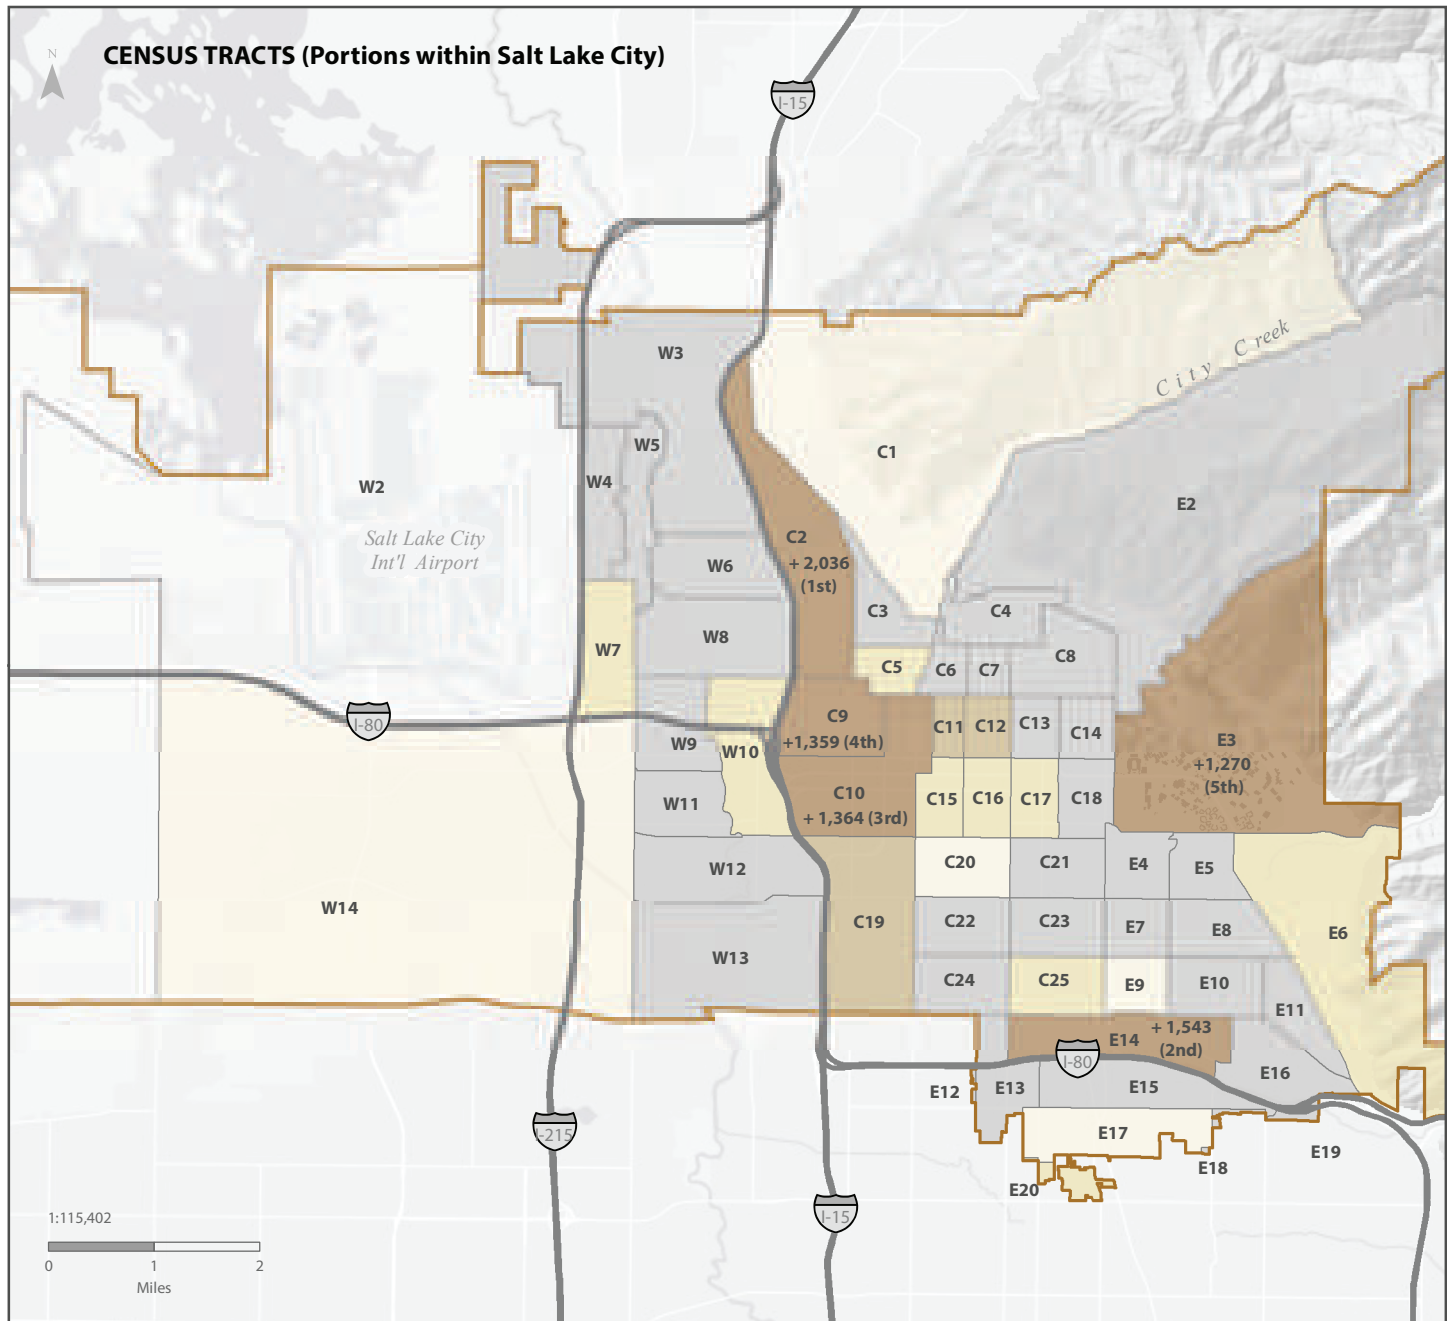 CENSUS TRACTS (Portions within Salt Lake City)
N
I-15
W3
City Creek
C1
W5
W4
W2
E2
Salt Lake City
Int'l Airport
C2
+ 2,036
(1st)
W6
C3
C4
W8
W7
C5
C6
C7
C8
I-80
C9
+1,359 (4th)
C11
C12
C13
C14
W9
W10
E3
+1,270
(5th)
C10
+ 1,364 (3rd)
C15
C16
C17
C18
W11
W12
C20
C21
E4
E5
W14
C19
C22
C23
E7
E8
E6
W13
C24
C25
E9
E10
E11
E14
+ 1,543
(2nd)
I-80
E12
E13
E15
E16
I-215
E17
E18
E19
E20
I-15
1:115,402
0 1 2
Miles